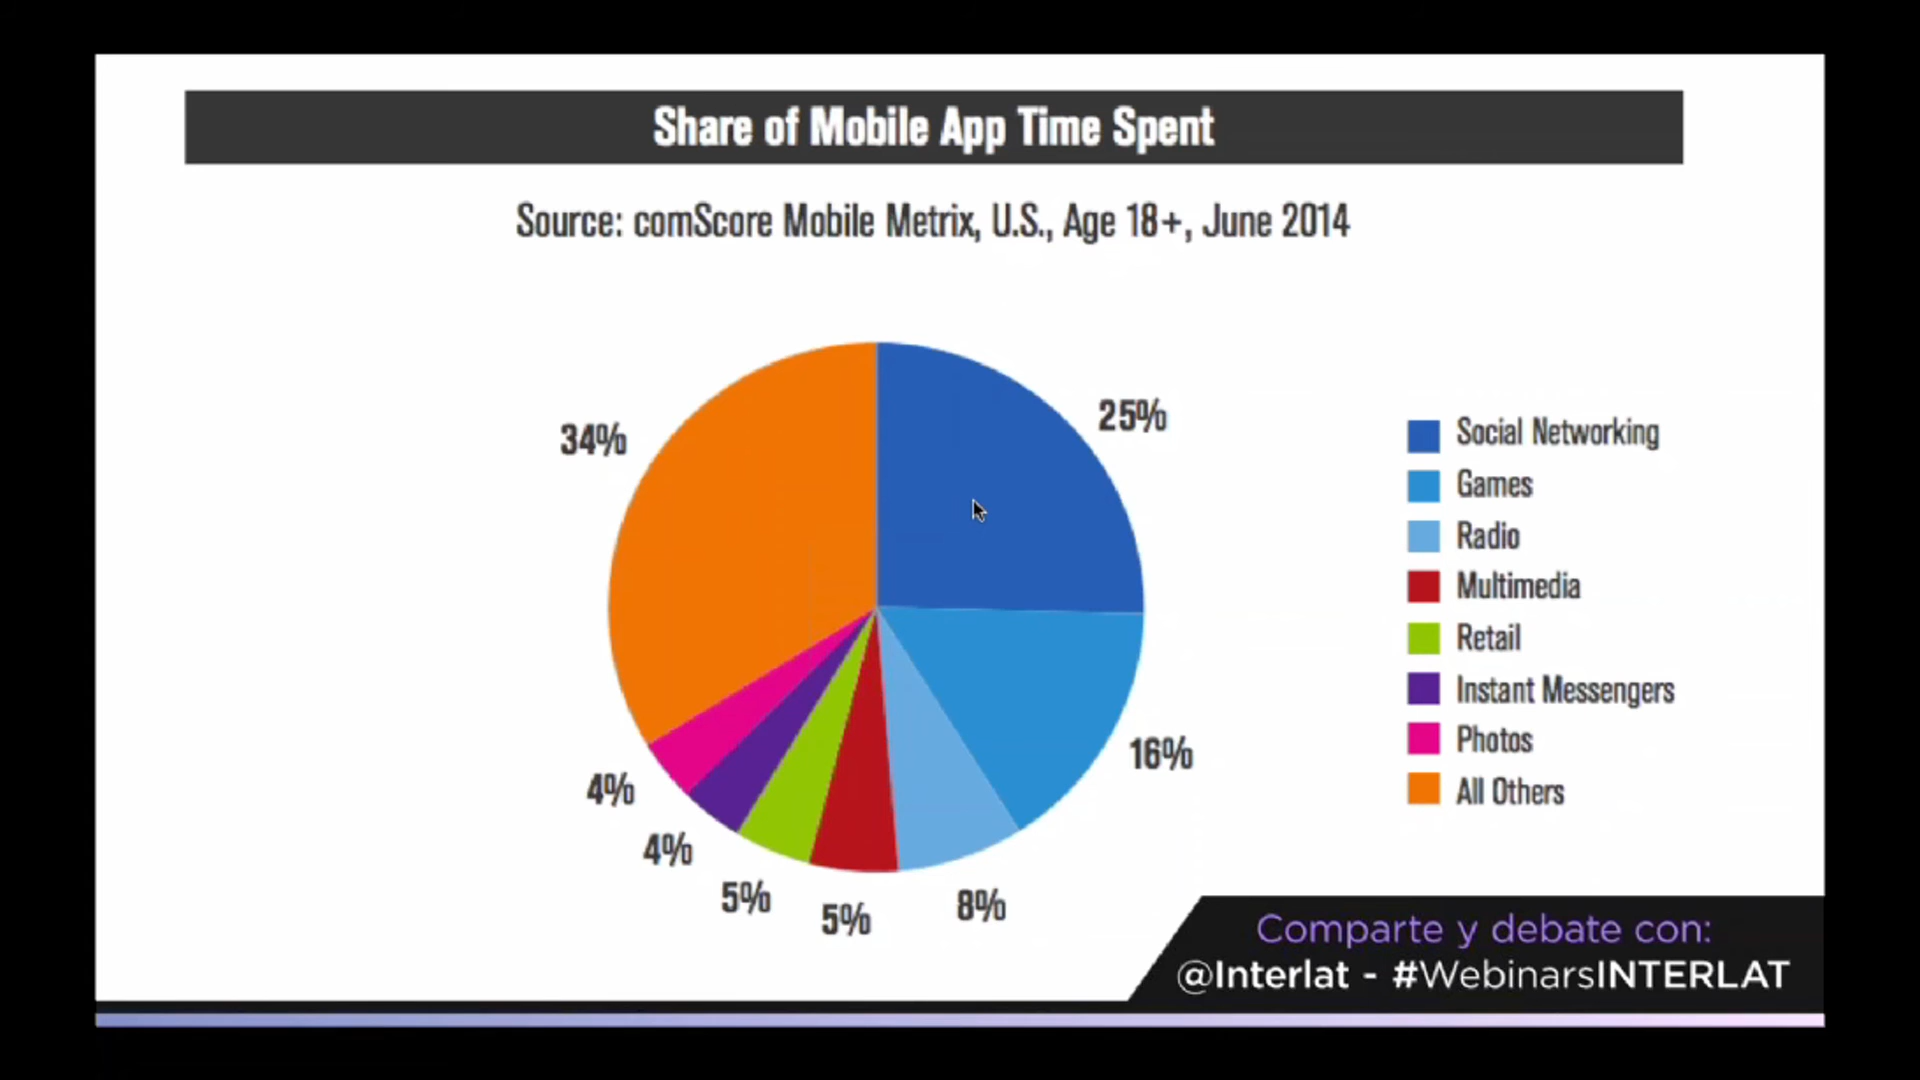 Share of Mobile App Time Spent
Source: comScore Mobile Metrix, U.S., Age 18+, June 2014
34%
25%
16%
8%
5%
5%
4%
4%
Social Networking
Games
Radio
Multimedia
Retail
Instant Messengers
Photos
All Others
Comparte y debate con:
@Interlat - #WebinarsINTERLAT